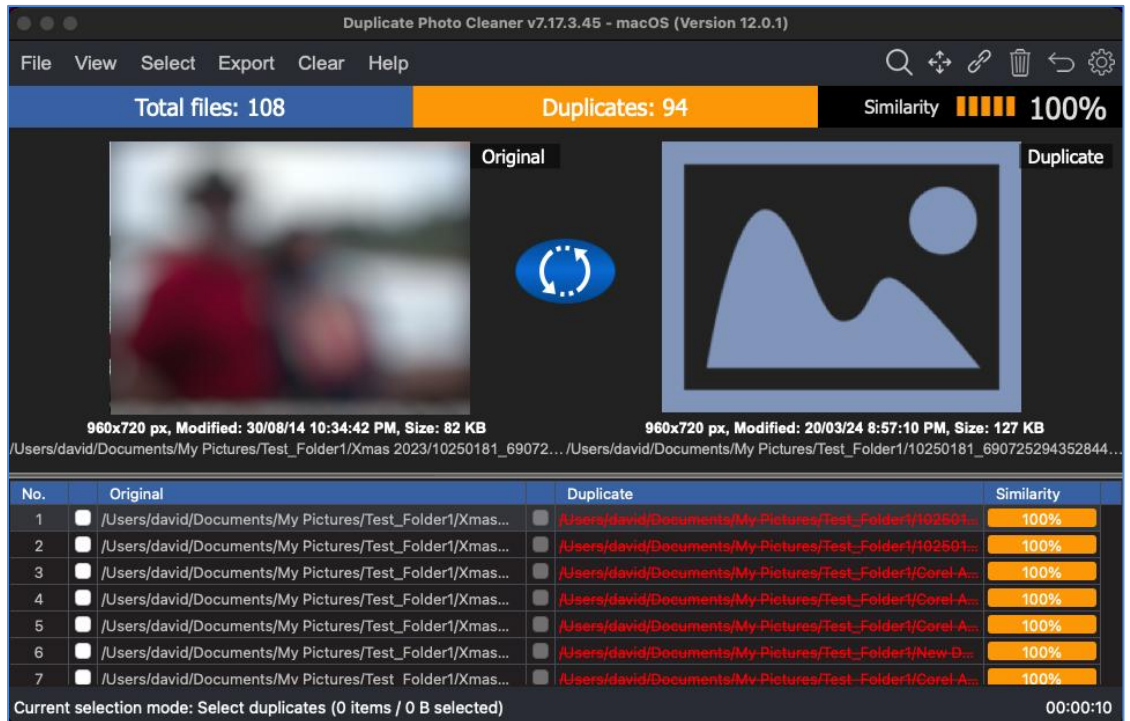 Duplicate Photo Cleaner v7.17.3.45 - macOS (Version 12.0.1)
File View Select Export Clear Help
Total files: 108 Duplicates: 94 Similarity 100%
Original Duplicate
960x720 px, Modified: 30/08/14 10:34:42 PM, Size: 82 KB 960x720 px, Modified: 20/03/24 8:57:10 PM, Size: 127 KB
/Users/david/Documents/My Pictures/Test_Folder1/Xmas 2023/10250181_69072... /Users/david/Documents/My Pictures/Test_Folder1/10250181_690725294352844...
No. Original Duplicate Similarity
1 /Users/david/Documents/My Pictures/Test_Folder1/Xmas... /Users/david/Documents/My Pictures/Test_Folder1/102501... 100%
2 /Users/david/Documents/My Pictures/Test_Folder1/Xmas... /Users/david/Documents/My Pictures/Test_Folder1/102501... 100%
3 /Users/david/Documents/My Pictures/Test_Folder1/Xmas... /Users/david/Documents/My Pictures/Test_Folder1/Corel A... 100%
4 /Users/david/Documents/My Pictures/Test_Folder1/Xmas... /Users/david/Documents/My Pictures/Test_Folder1/Corel A... 100%
5 /Users/david/Documents/My Pictures/Test_Folder1/Xmas... /Users/david/Documents/My Pictures/Test_Folder1/Corel A... 100%
6 /Users/david/Documents/My Pictures/Test_Folder1/Xmas... /Users/david/Documents/My Pictures/Test_Folder1/New D... 100%
7 /Users/david/Documents/My Pictures/Test_Folder1/Xmas... /Users/david/Documents/My Pictures/Test_Folder1/Corel A... 100%
Current selection mode: Select duplicates (0 items / 0 B selected) 00:00:10